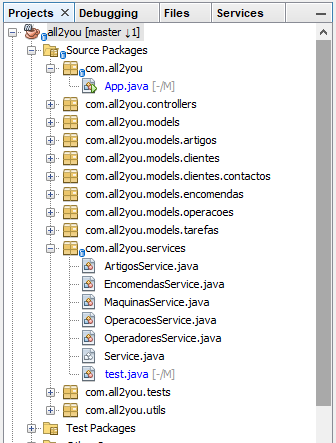 Projects × Debugging Files Services
all2you [master ↓1]
Source Packages
com.all2you
App.java [-/M]
com.all2you.controllers
com.all2you.models
com.all2you.models.artigos
com.all2you.models.clientes
com.all2you.models.clientes.contactos
com.all2you.models.encomendas
com.all2you.models.operacoes
com.all2you.models.tarefas
com.all2you.services
ArtigosService.java
EncomendasService.java
MaquinasService.java
OperacoesService.java
OperadoresService.java
Service.java
test.java [-/M]
com.all2you.tests
com.all2you.utils
Test Packages